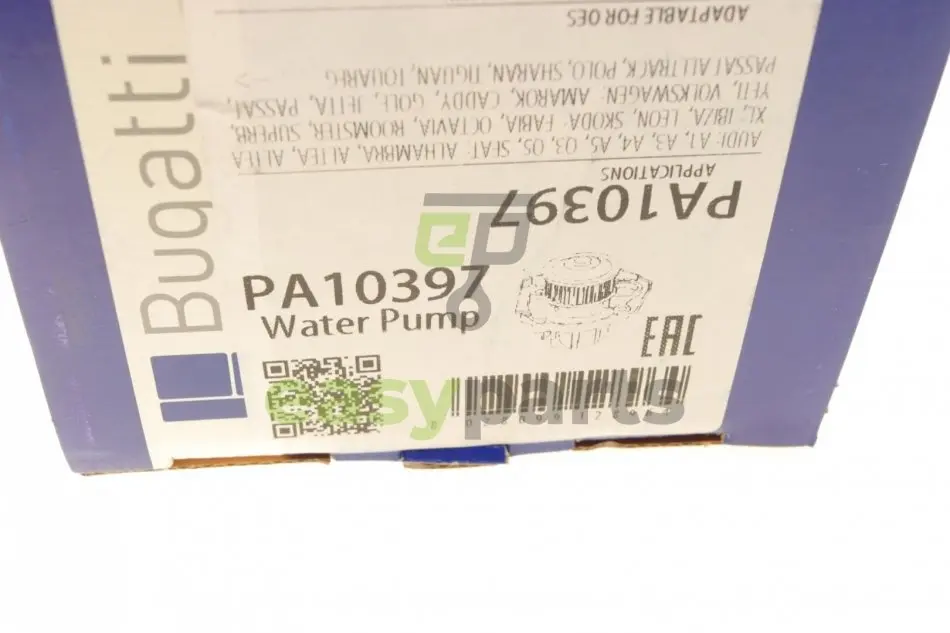 Bugatti
PA10397
Water Pump
EAC
PA10397
APPLICATIONS
AUDI: A1, A3, A4, A5, Q3, Q5, SEAT: ALHAMBRA, ALTEA, ALTEA
XL, IBIZA, LEON, SKODA: FABIA, OCTAVIA, ROOMSTER, SUPERB,
YETI, VOLKSWAGEN: AMAROK, CADDY, GOLF, JETTA, PASSAT,
PASSAT ALLTRACK, POLO, SHARAN, TIGUAN, TOUAREG
ADAPTABLE FOR OES
easyparts